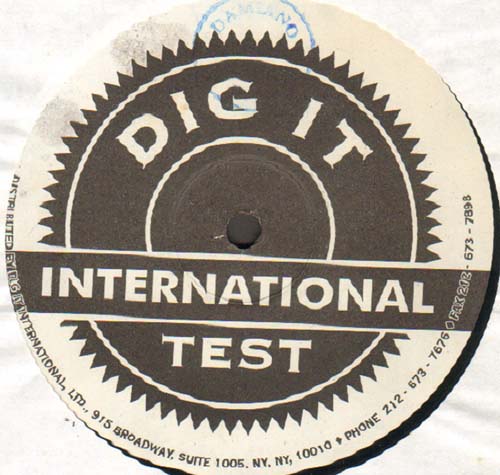 DAMIANO
DIG IT
INTERNATIONAL
TEST
DISTRIBUTED BY DIG IT INTERNATIONAL, LTD., 915 BROADWAY, SUITE 1005, NY, NY, 10010 PHONE 212-673-7675 FAX 212-673-7898